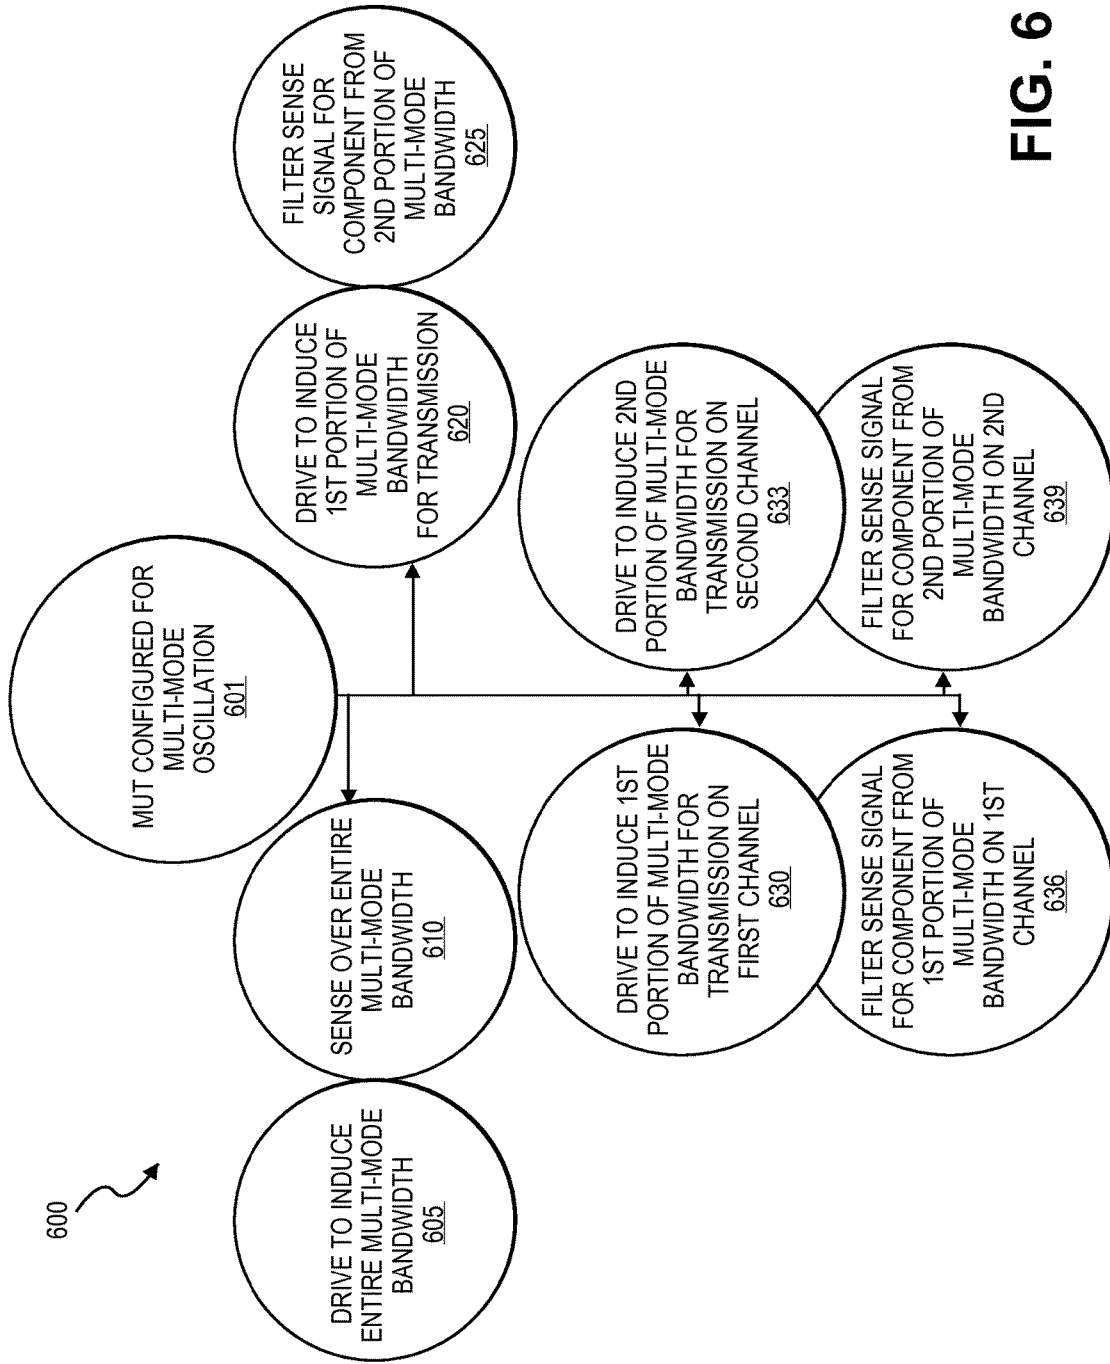 600
MUT CONFIGURED FOR
MULTI-MODE
OSCILLATION
601
DRIVE TO INDUCE
ENTIRE MULTI-MODE
BANDWIDTH
605
SENSE OVER ENTIRE
MULTI-MODE
BANDWIDTH
610
DRIVE TO INDUCE
1ST PORTION OF
MULTI-MODE
BANDWIDTH
FOR TRANSMISSION
620
FILTER SENSE
SIGNAL FOR
COMPONENT FROM
2ND PORTION OF
MULTI-MODE
BANDWIDTH
625
DRIVE TO INDUCE 1ST
PORTION OF MULTI-MODE
BANDWIDTH FOR
TRANSMISSION ON
FIRST CHANNEL
630
DRIVE TO INDUCE 2ND
PORTION OF MULTI-MODE
BANDWIDTH FOR
TRANSMISSION ON
SECOND CHANNEL
633
FILTER SENSE SIGNAL
FOR COMPONENT FROM
1ST PORTION OF
MULTI-MODE
BANDWIDTH ON 1ST
CHANNEL
636
FILTER SENSE SIGNAL
FOR COMPONENT FROM
2ND PORTION OF
MULTI-MODE
BANDWIDTH ON 2ND
CHANNEL
639
FIG. 6